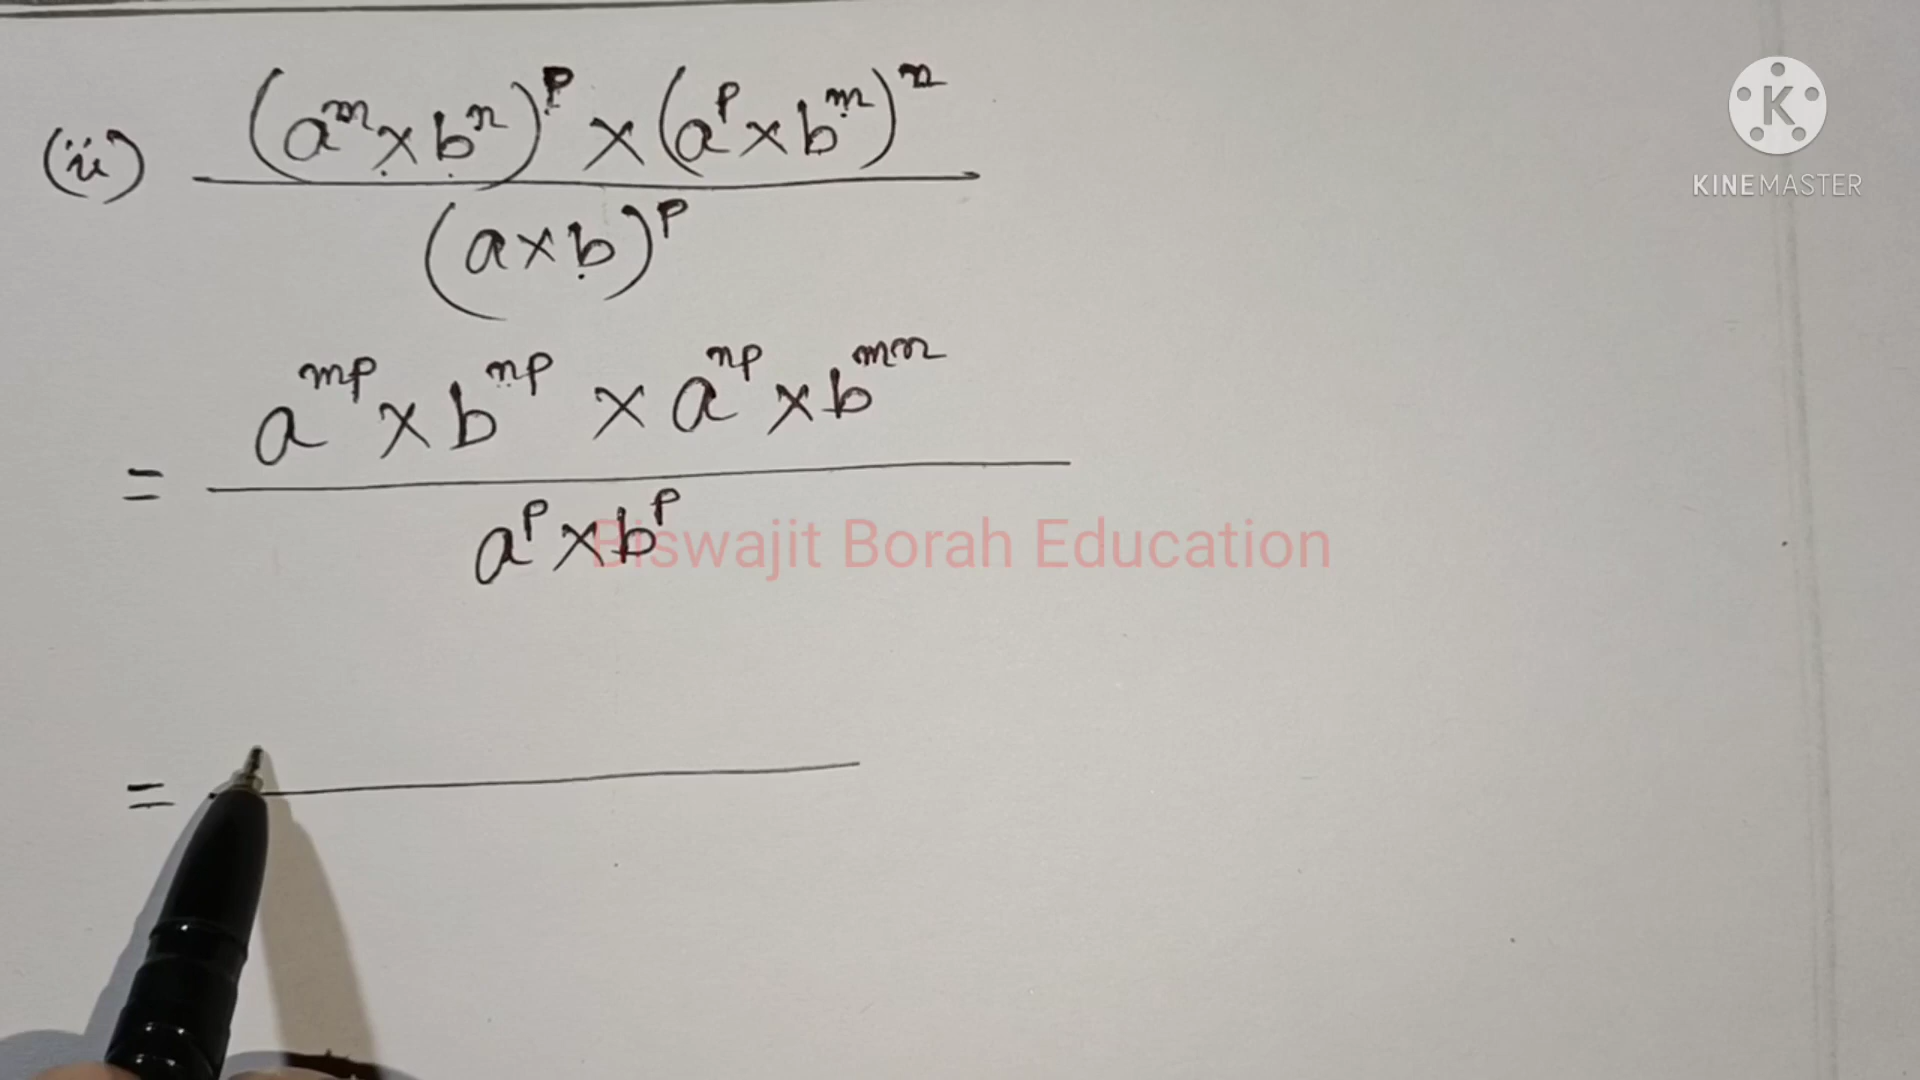 (ii) (a^m × b^n)^p × (a^p × b^m)^n
(a × b)^p
KINEMASTER
= a^mp × b^np × a^np × b^mn
a^p × b^p
Biswajit Borah Education
=